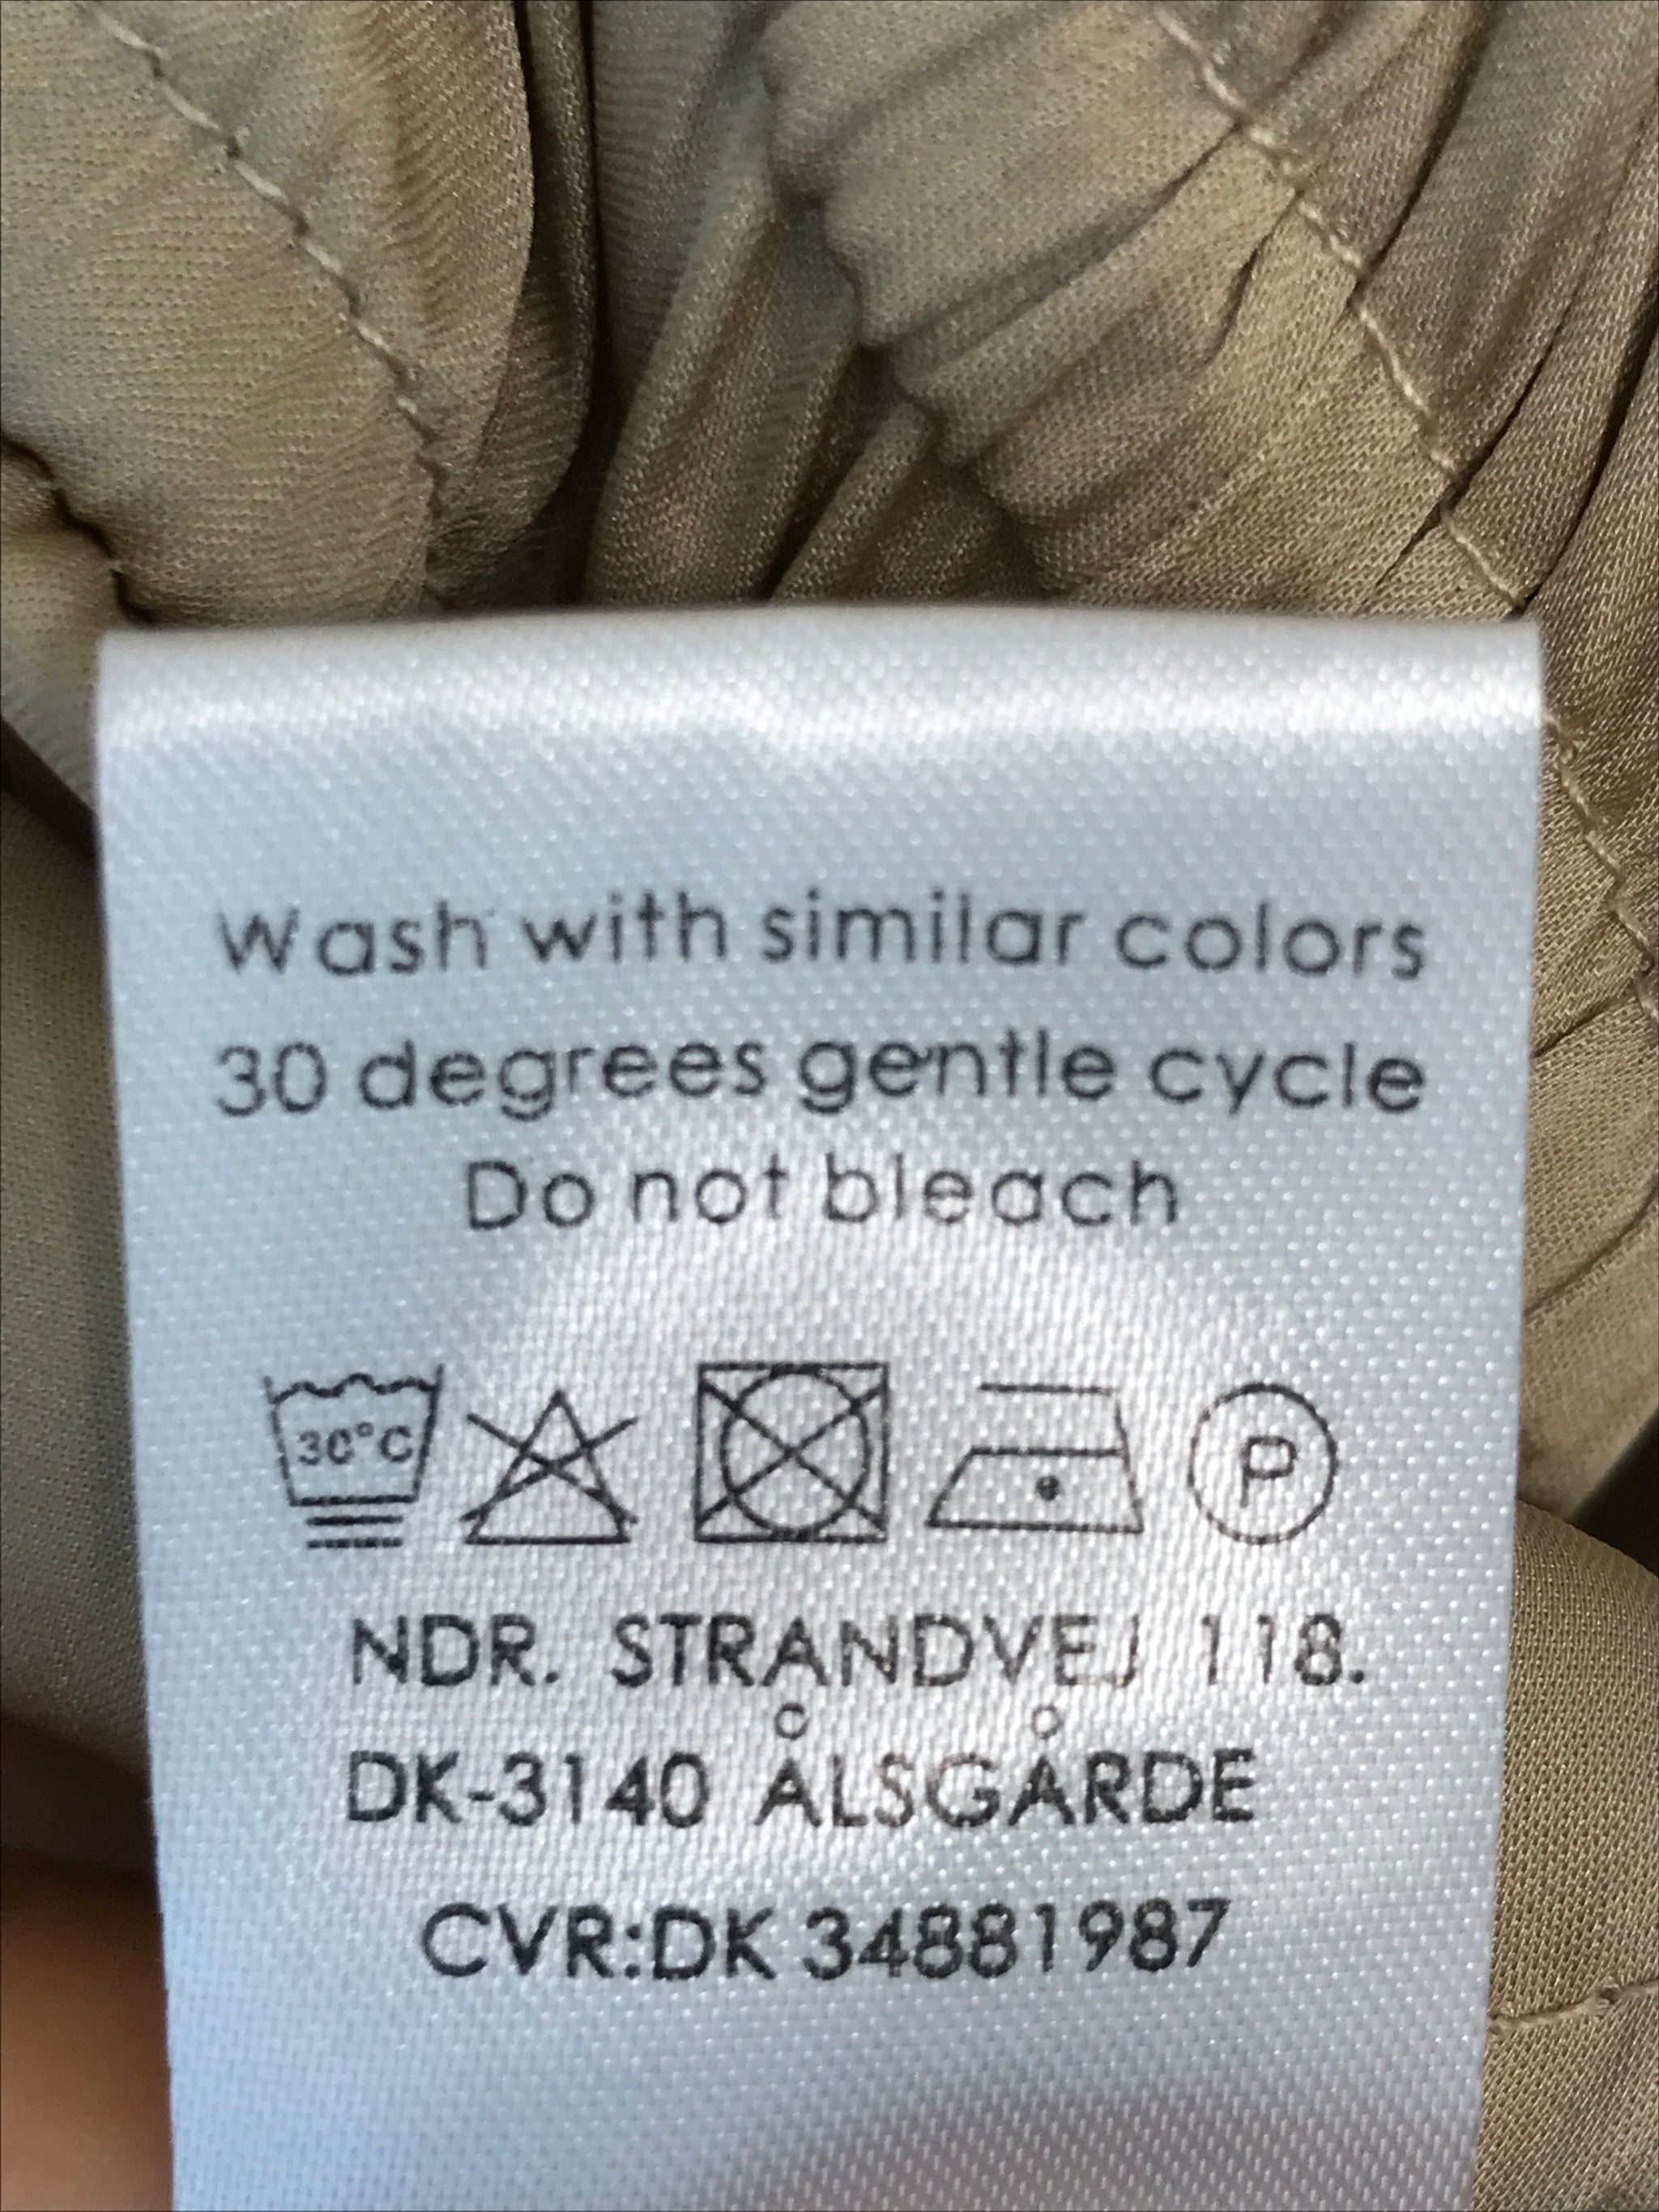 Wash with similar colors
30 degrees gentle cycle
Do not bleach
30°C
P
NDR. STRANDVEJ 118.
DK-3140 ÅLSGÅRDE
CVR:DK 34881987